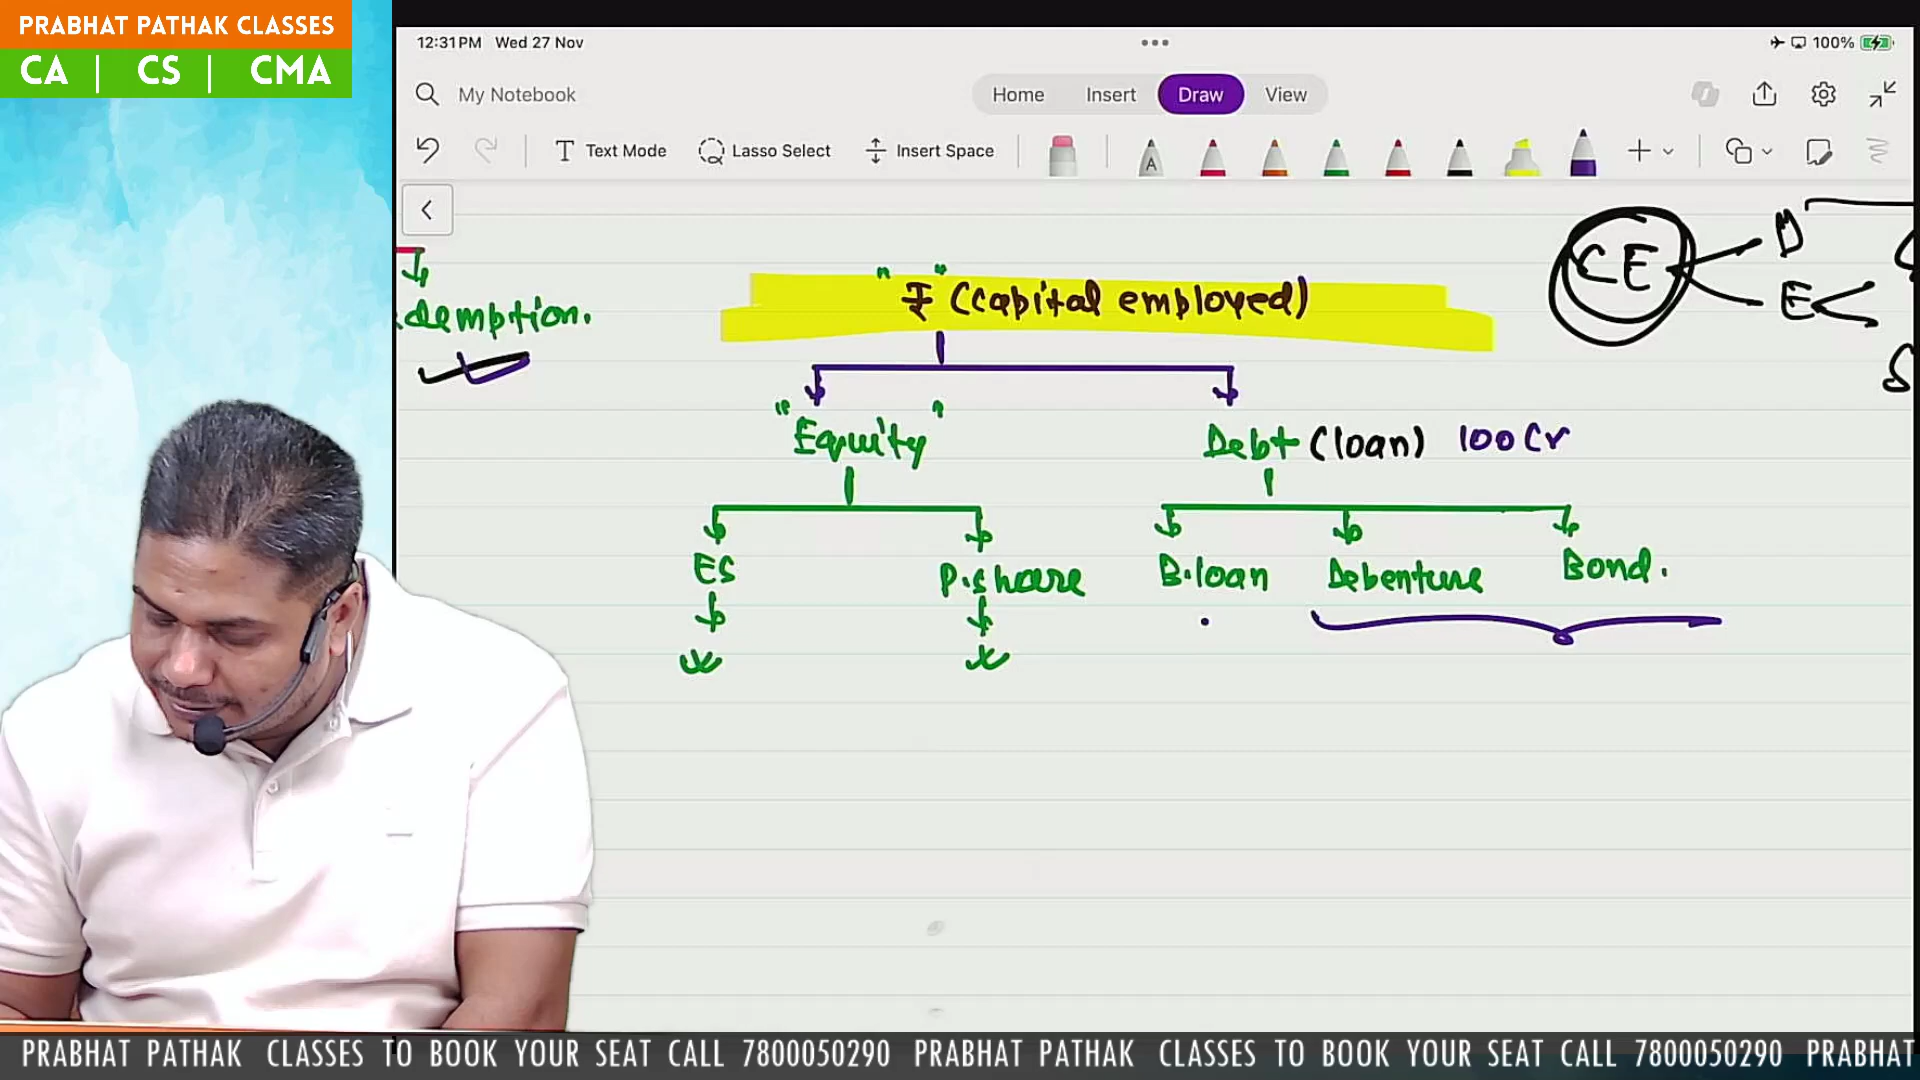 PRABHAT PATHAK CLASSES
CA | CS | CMA
12:31 PM Wed 27 Nov
100%
My Notebook
Home Insert Draw View
Text Mode Lasso Select Insert Space
A
CE
D
E
demption.
" "
₹ (capital employed)
"Equity"
Debt (loan) 100 Cr
ES
P.share
B.loan
Debenture
Bond.
PRABHAT PATHAK CLASSES TO BOOK YOUR SEAT CALL 7800050290 PRABHAT PATHAK CLASSES TO BOOK YOUR SEAT CALL 7800050290 PRABHAT